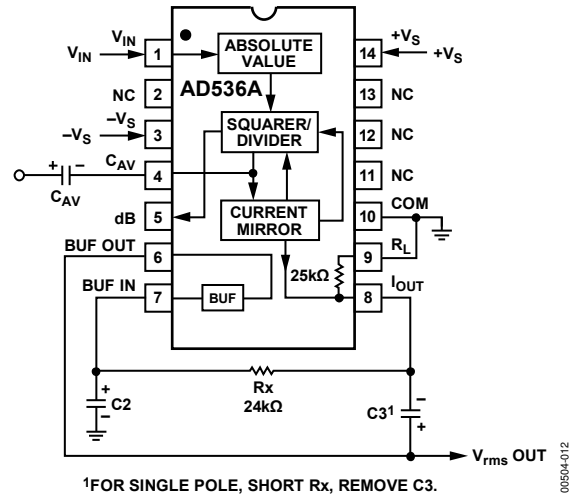 V_IN
V_IN
1
ABSOLUTE
VALUE
14
+V_S
+V_S
NC
2
AD536A
13
NC
–V_S
–V_S
3
SQUARER/
DIVIDER
12
NC
+ –
C_AV
C_AV
4
11
NC
dB
5
CURRENT
MIRROR
10
COM
BUF OUT
6
25kΩ
9
R_L
BUF IN
7
BUF
8
I_OUT
+
C2
–
Rx
24kΩ
–
C3¹
+
V_rms OUT
¹FOR SINGLE POLE, SHORT Rx, REMOVE C3.
00504-012